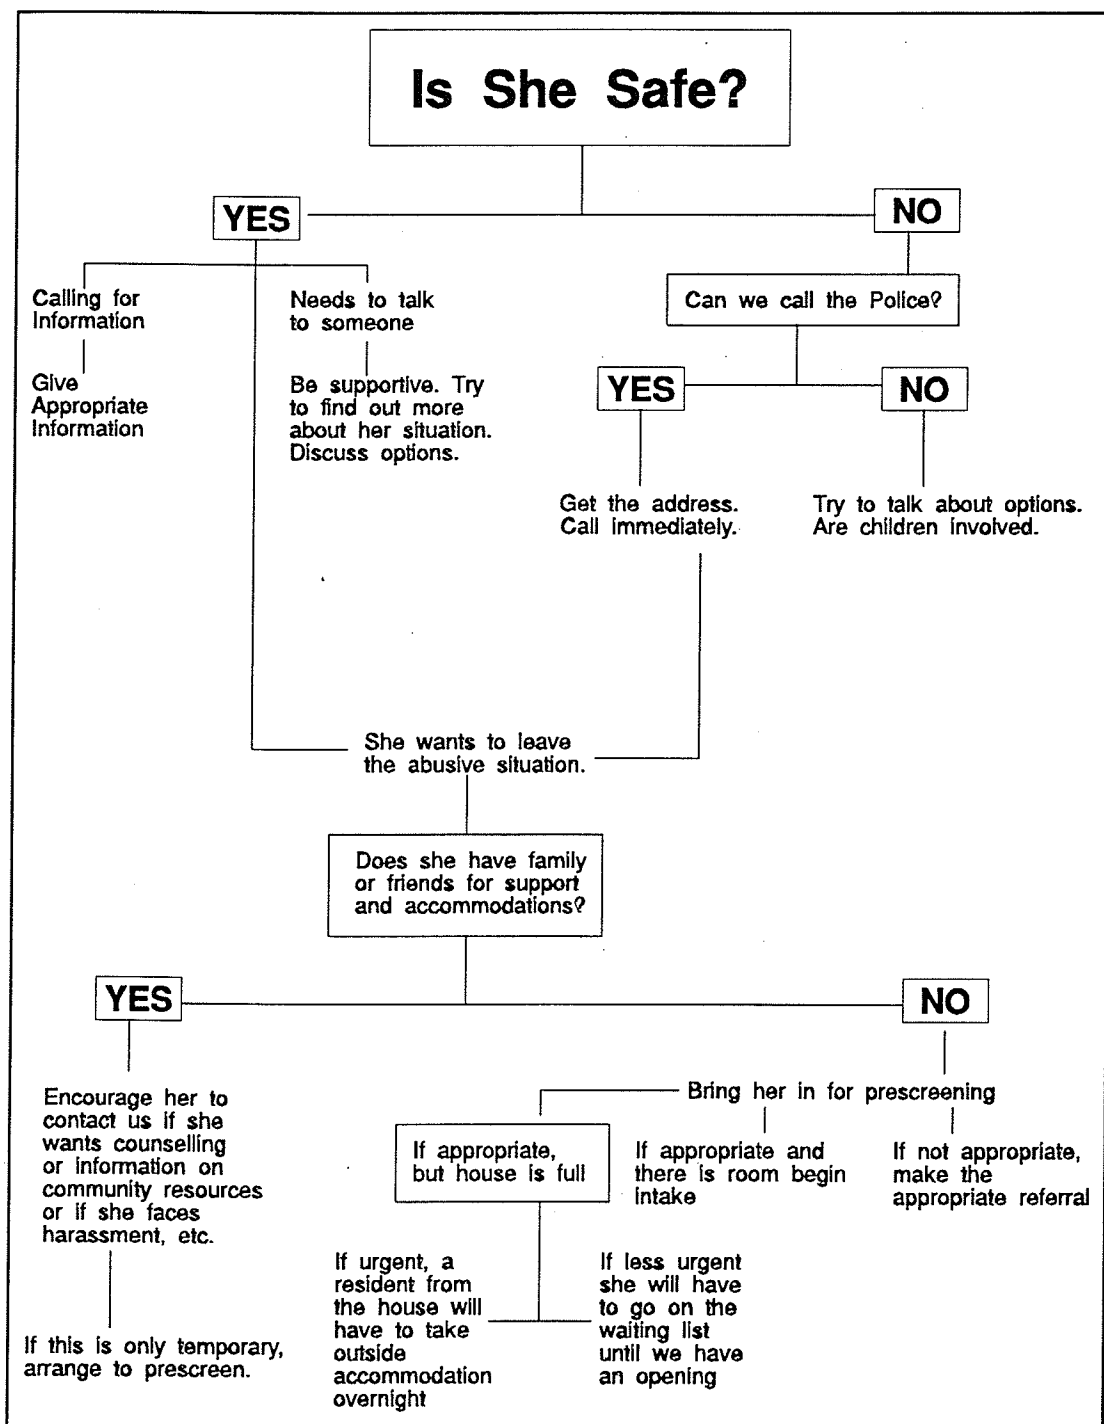 Is She Safe?
YES
NO
Calling for
Information
Needs to talk
to someone
Can we call the Police?
Give
Appropriate
Information
Be supportive. Try
to find out more
about her situation.
Discuss options.
YES
NO
Get the address.
Call immediately.
Try to talk about options.
Are children involved.
She wants to leave
the abusive situation.
Does she have family
or friends for support
and accommodations?
YES
NO
Encourage her to
contact us if she
wants counselling
or information on
community resources
or if she faces
harassment, etc.
If this is only temporary,
arrange to prescreen.
Bring her in for prescreening
If appropriate,
but house is full
If appropriate and
there is room begin
intake
If not appropriate,
make the
appropriate referral
If urgent, a
resident from
the house will
have to take
outside
accommodation
overnight
If less urgent
she will have
to go on the
waiting list
until we have
an opening